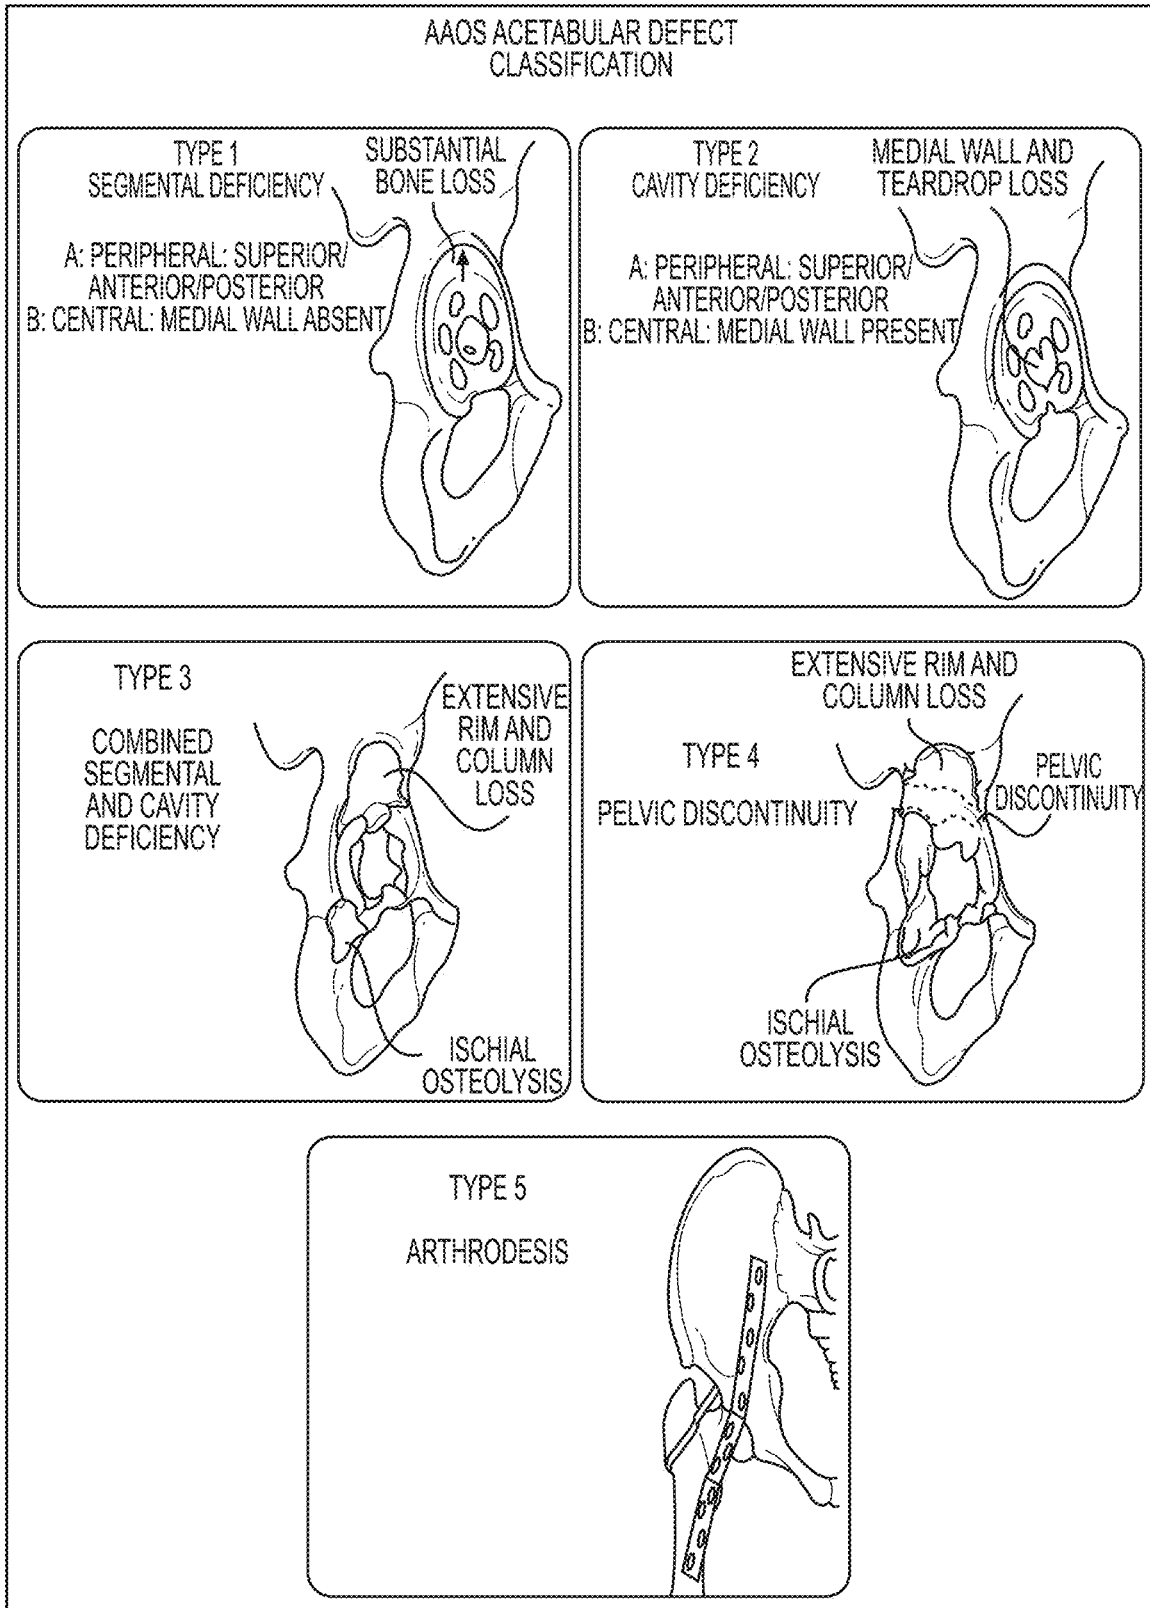 AAOS ACETABULAR DEFECT
CLASSIFICATION
TYPE 1
SEGMENTAL DEFICIENCY
SUBSTANTIAL
BONE LOSS
A: PERIPHERAL: SUPERIOR/
ANTERIOR/POSTERIOR
B: CENTRAL: MEDIAL WALL ABSENT
TYPE 2
CAVITY DEFICIENCY
MEDIAL WALL AND
TEARDROP LOSS
A: PERIPHERAL: SUPERIOR/
ANTERIOR/POSTERIOR
B: CENTRAL: MEDIAL WALL PRESENT
TYPE 3
COMBINED
SEGMENTAL
AND CAVITY
DEFICIENCY
EXTENSIVE
RIM AND
COLUMN
LOSS
ISCHIAL
OSTEOLYSIS
EXTENSIVE RIM AND
COLUMN LOSS
TYPE 4
PELVIC DISCONTINUITY
PELVIC
DISCONTINUITY
ISCHIAL
OSTEOLYSIS
TYPE 5
ARTHRODESIS